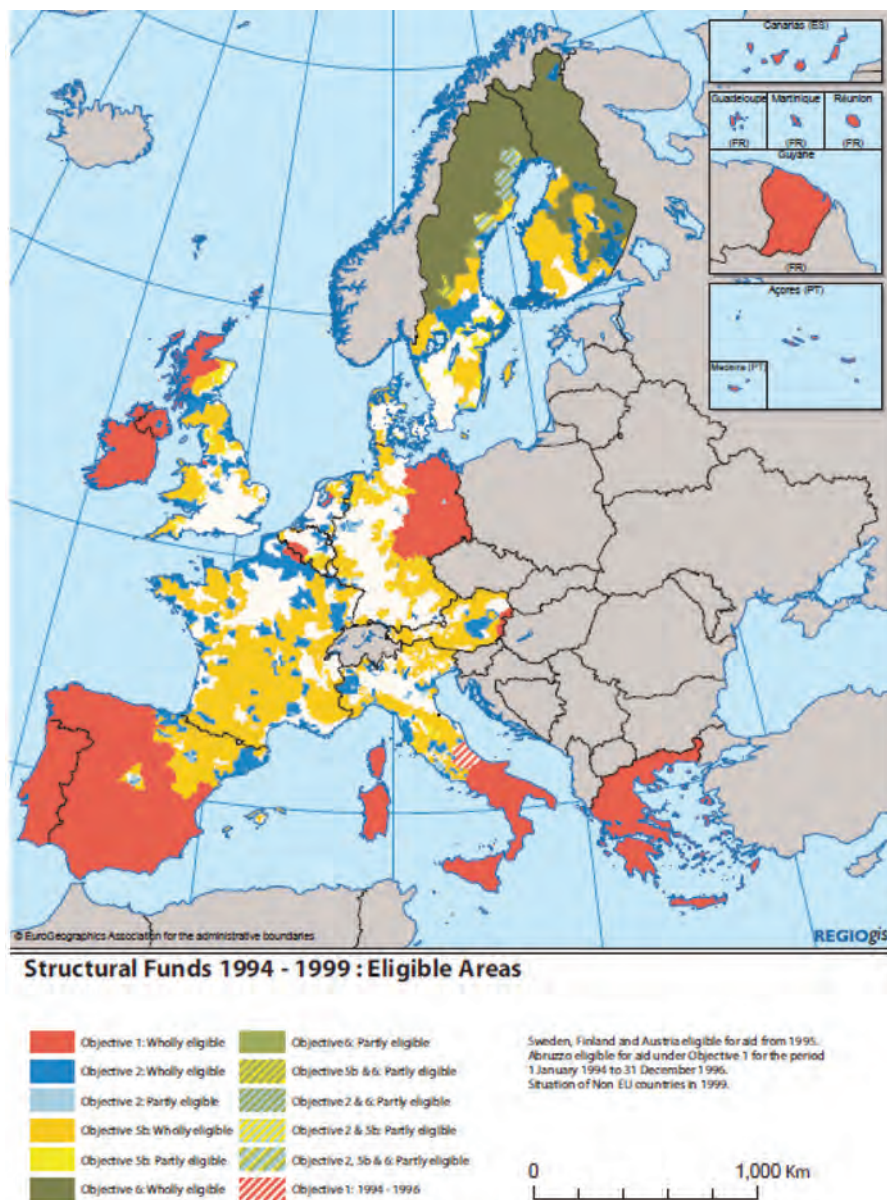 Canarias (ES)
Guadeloupe
Martinique
Réunion
(FR)
(FR)
(FR)
Guyane
(FR)
Açores (PT)
Madeira (PT)
© EuroGeographics Association for the administrative boundaries
REGIOgis
Structural Funds 1994 - 1999 : Eligible Areas
Objective 1: Wholly eligible
Objective 2: Wholly eligible
Objective 2: Partly eligible
Objective 5b: Wholly eligible
Objective 5b: Partly eligible
Objective 6: Wholly eligible
Objective 6: Partly eligible
Objective 5b & 6: Partly eligible
Objective 2 & 6: Partly eligible
Objective 2 & 5b: Partly eligible
Objective 2, 5b & 6: Partly eligible
Objective 1: 1994 - 1996
Sweden, Finland and Austria eligible for aid from 1995.
Abruzzo eligible for aid under Objective 1 for the period
1 January 1994 to 31 December 1996.
Situation of Non EU countries in 1999.
0 1,000 Km